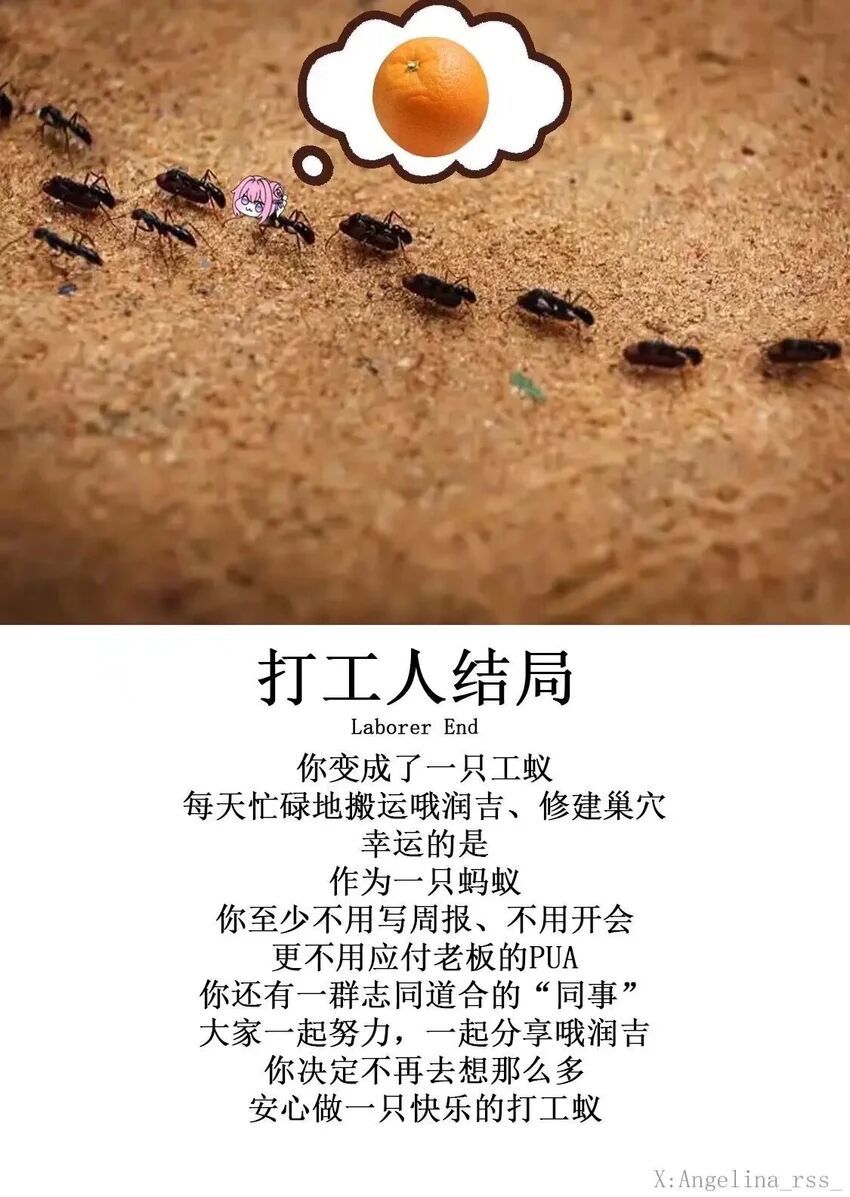 打工人结局
Laborer End
你变成了一只工蚁
每天忙碌地搬运哦润吉、修建巢穴
幸运的是
作为一只蚂蚁
你至少不用写周报、不用开会
更不用应付老板的PUA
你还有一群志同道合的“同事”
大家一起努力，一起分享哦润吉
你决定不再去想那么多
安心做一只快乐的打工蚁
X:Angelina_rss_